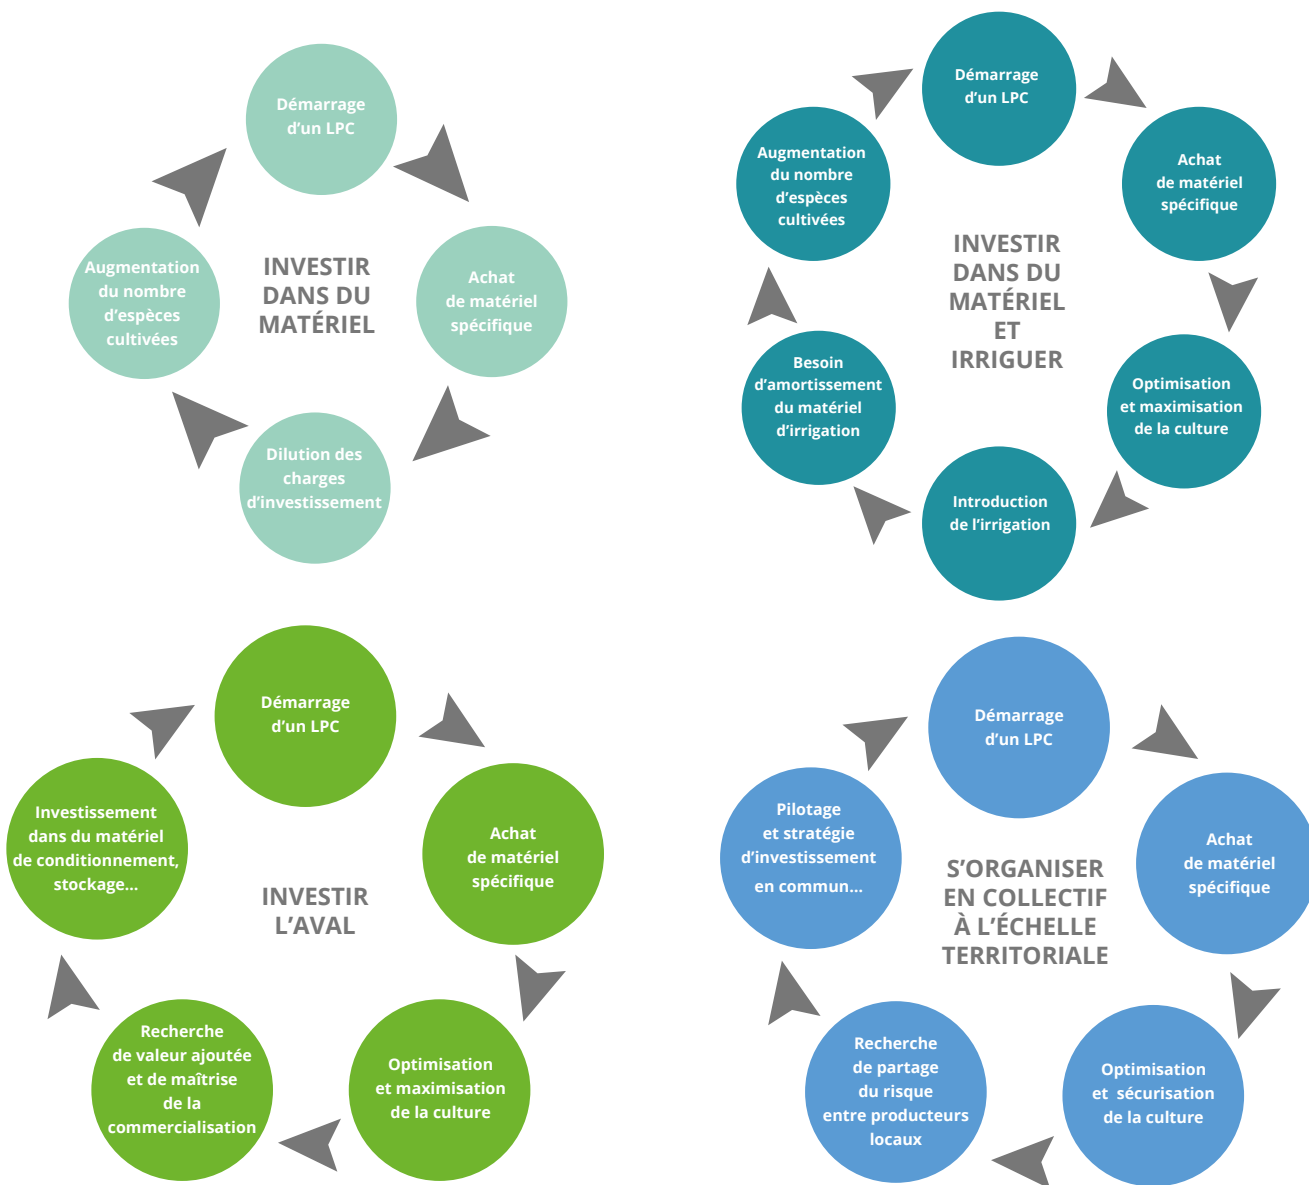 Démarrage
d’un LPC
Achat
de matériel
spécifique
Dilution des
charges
d’investissement
Augmentation
du nombre
d’espèces
cultivées
INVESTIR
DANS DU
MATÉRIEL
Démarrage
d’un LPC
Achat
de matériel
spécifique
Optimisation
et maximisation
de la culture
Introduction
de l’irrigation
Besoin
d’amortissement
du matériel
d’irrigation
Augmentation
du nombre
d’espèces
cultivées
INVESTIR
DANS DU
MATÉRIEL
ET
IRRIGUER
Démarrage
d’un LPC
Achat
de matériel
spécifique
Optimisation
et maximisation
de la culture
Recherche
de valeur ajoutée
et de maîtrise
de la
commercialisation
Investissement
dans du matériel
de conditionnement,
stockage...
INVESTIR
L’AVAL
Démarrage
d’un LPC
Achat
de matériel
spécifique
Optimisation
et sécurisation
de la culture
Recherche
de partage
du risque
entre producteurs
locaux
Pilotage
et stratégie
d’investissement
en commun...
S’ORGANISER
EN COLLECTIF
À L’ÉCHELLE
TERRITORIALE